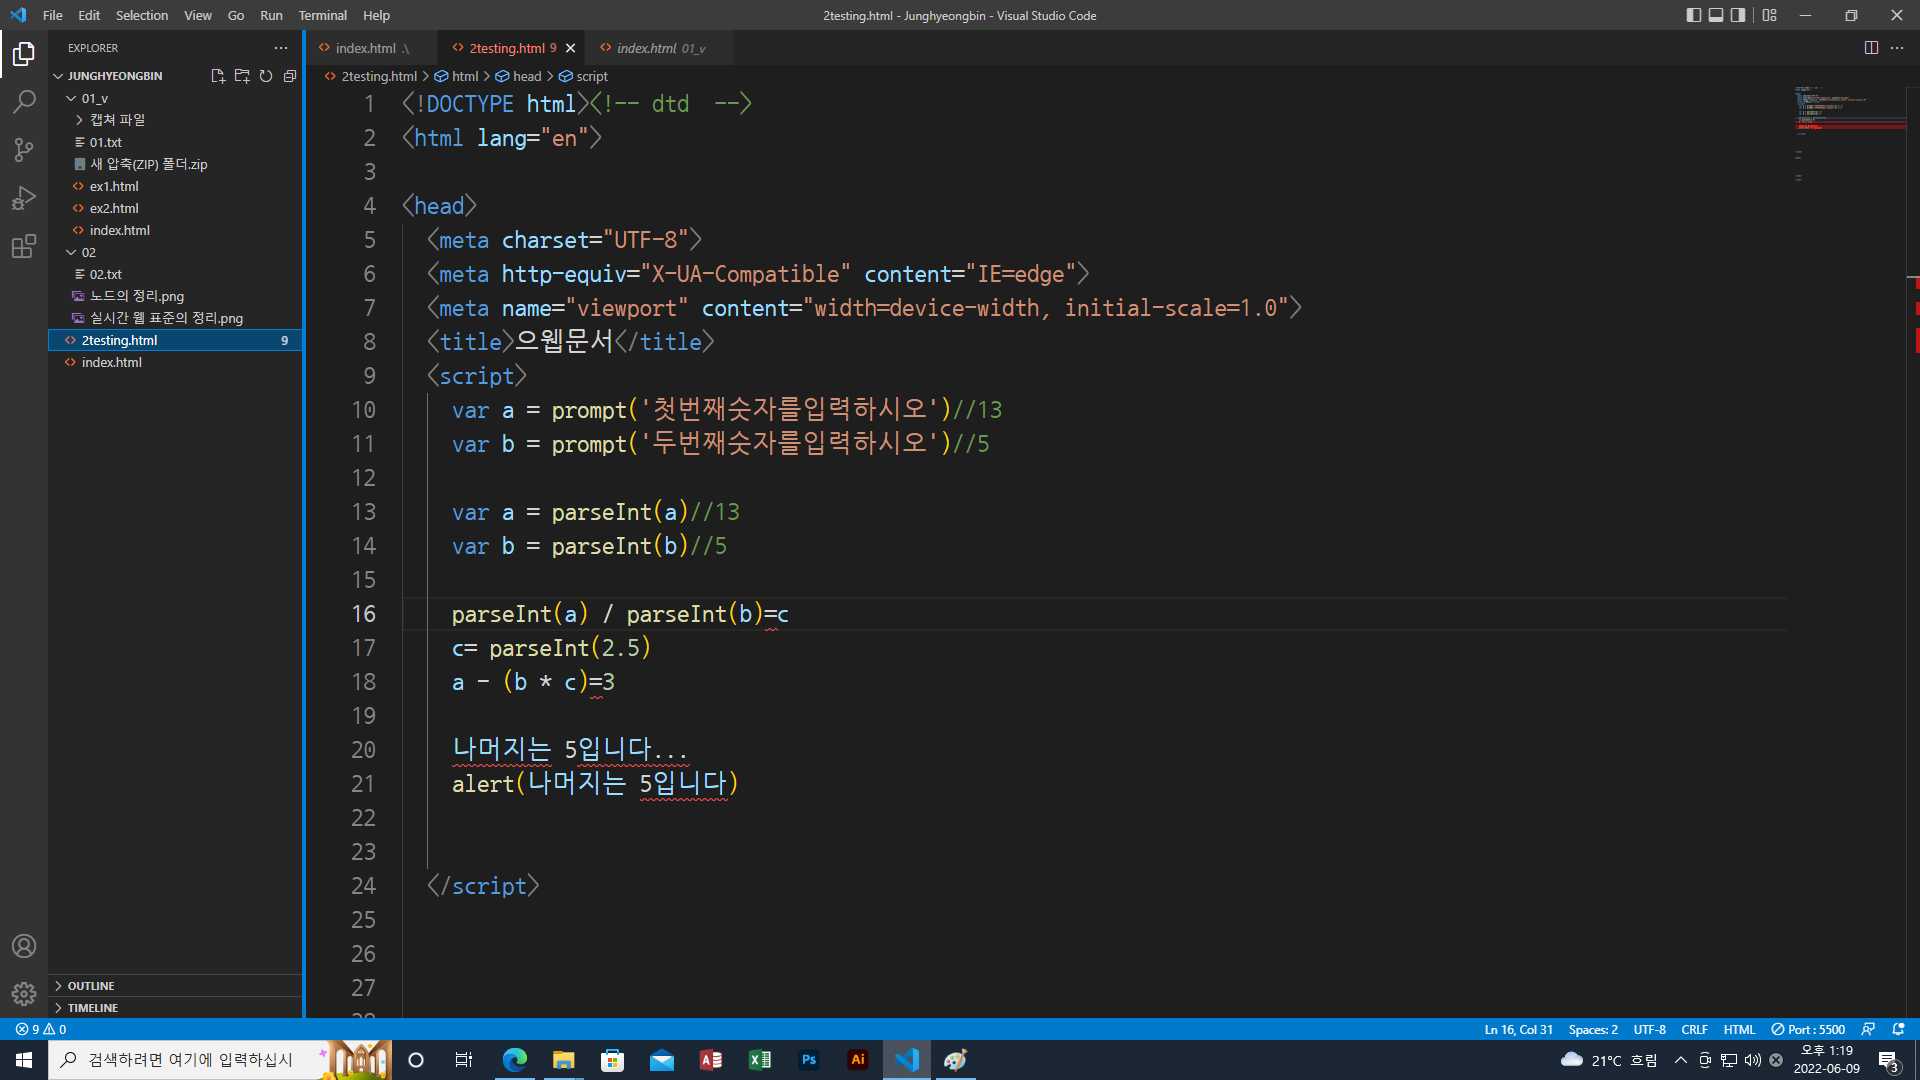 File Edit Selection View Go Run Terminal Help
2testing.html - Junghyeongbin - Visual Studio Code
EXPLORER
JUNGHYEONGBIN
01_v
캡쳐 파일
01.txt
새 압축(ZIP) 폴더.zip
ex1.html
ex2.html
index.html
02
02.txt
노드의 정리.png
실시간 웹 표준의 정리.png
2testing.html 9
index.html
OUTLINE
TIMELINE
index.html .\ 2testing.html 9 index.html 01_v
2testing.html > html > head > script
1 <!DOCTYPE html><!-- dtd  -->
2 <html lang="en">
3
4 <head>
5 <meta charset="UTF-8">
6 <meta http-equiv="X-UA-Compatible" content="IE=edge">
7 <meta name="viewport" content="width=device-width, initial-scale=1.0">
8 <title>으웹문서</title>
9 <script>
10 var a = prompt('첫번째숫자를입력하시오')//13
11 var b = prompt('두번째숫자를입력하시오')//5
12
13 var a = parseInt(a)//13
14 var b = parseInt(b)//5
15
16 parseInt(a) / parseInt(b)=c
17 c= parseInt(2.5)
18 a - (b * c)=3
19
20 나머지는 5입니다...
21 alert(나머지는 5입니다)
22
23
24 </script>
25
26
27
9 0
Ln 16, Col 31 Spaces: 2 UTF-8 CRLF HTML Port : 5500
검색하려면 여기에 입력하십시
Ps Ai
21°C 흐림
오후 1:19
2022-06-09
3